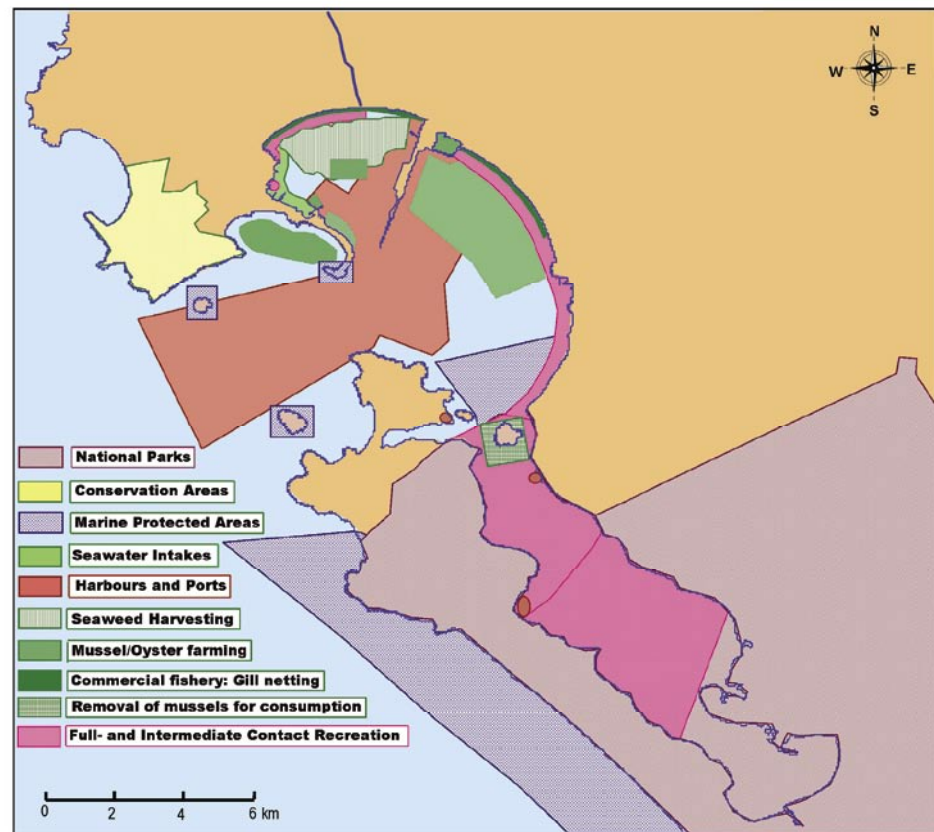 N
W E
S
National Parks
Conservation Areas
Marine Protected Areas
Seawater Intakes
Harbours and Ports
Seaweed Harvesting
Mussel/Oyster farming
Commercial fishery: Gill netting
Removal of mussels for consumption
Full- and Intermediate Contact Recreation
0 2 4 6 km